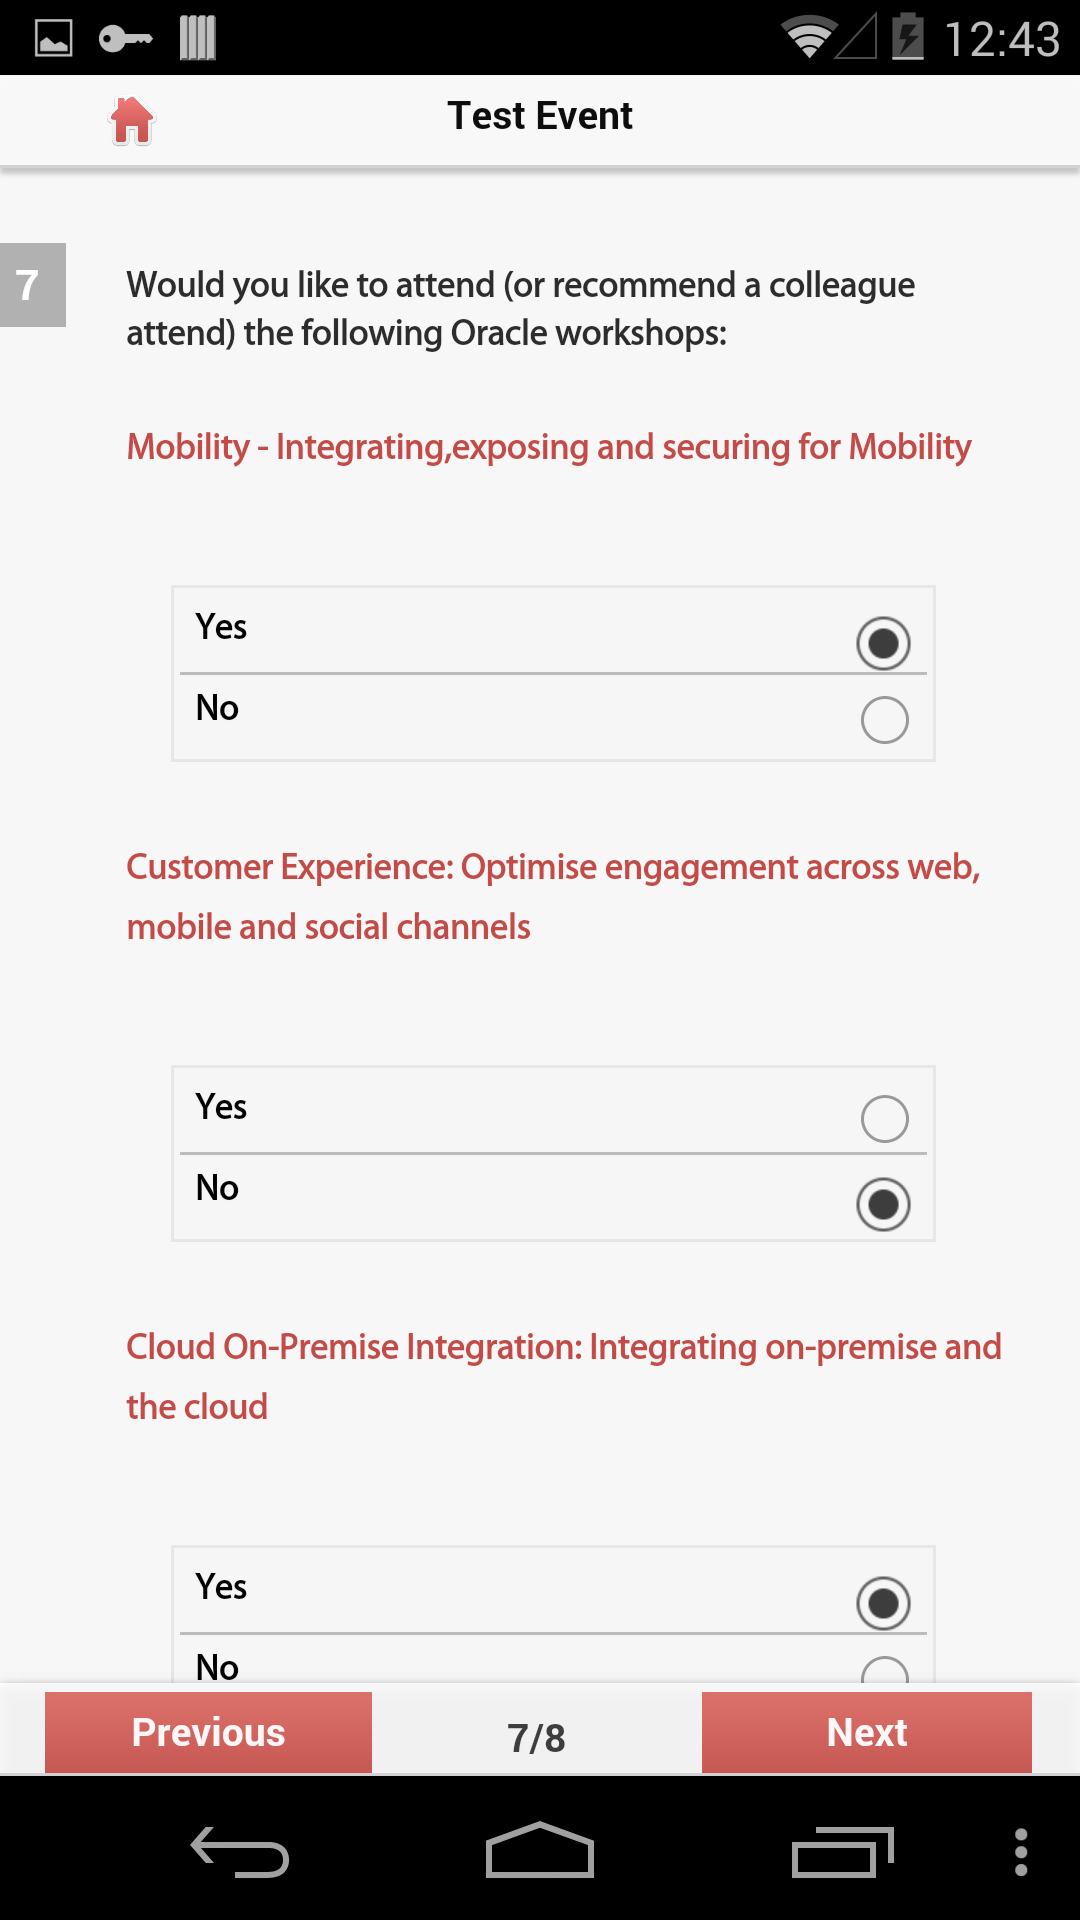 12:43
Test Event
7
Would you like to attend (or recommend a colleague
attend) the following Oracle workshops:
Mobility - Integrating,exposing and securing for Mobility
Yes
No
Customer Experience: Optimise engagement across web,
mobile and social channels
Yes
No
Cloud On-Premise Integration: Integrating on-premise and
the cloud
Yes
No
Previous
7/8
Next